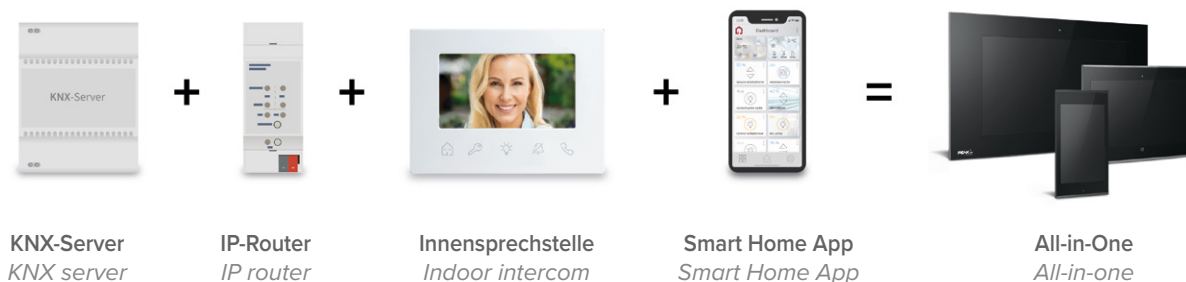 KNX-Server
+
+
+
=
Dashboard
KNX-Server
IP-Router
Innensprechstelle
Smart Home App
All-in-One
KNX server
IP router
Indoor intercom
Smart Home App
All-in-one